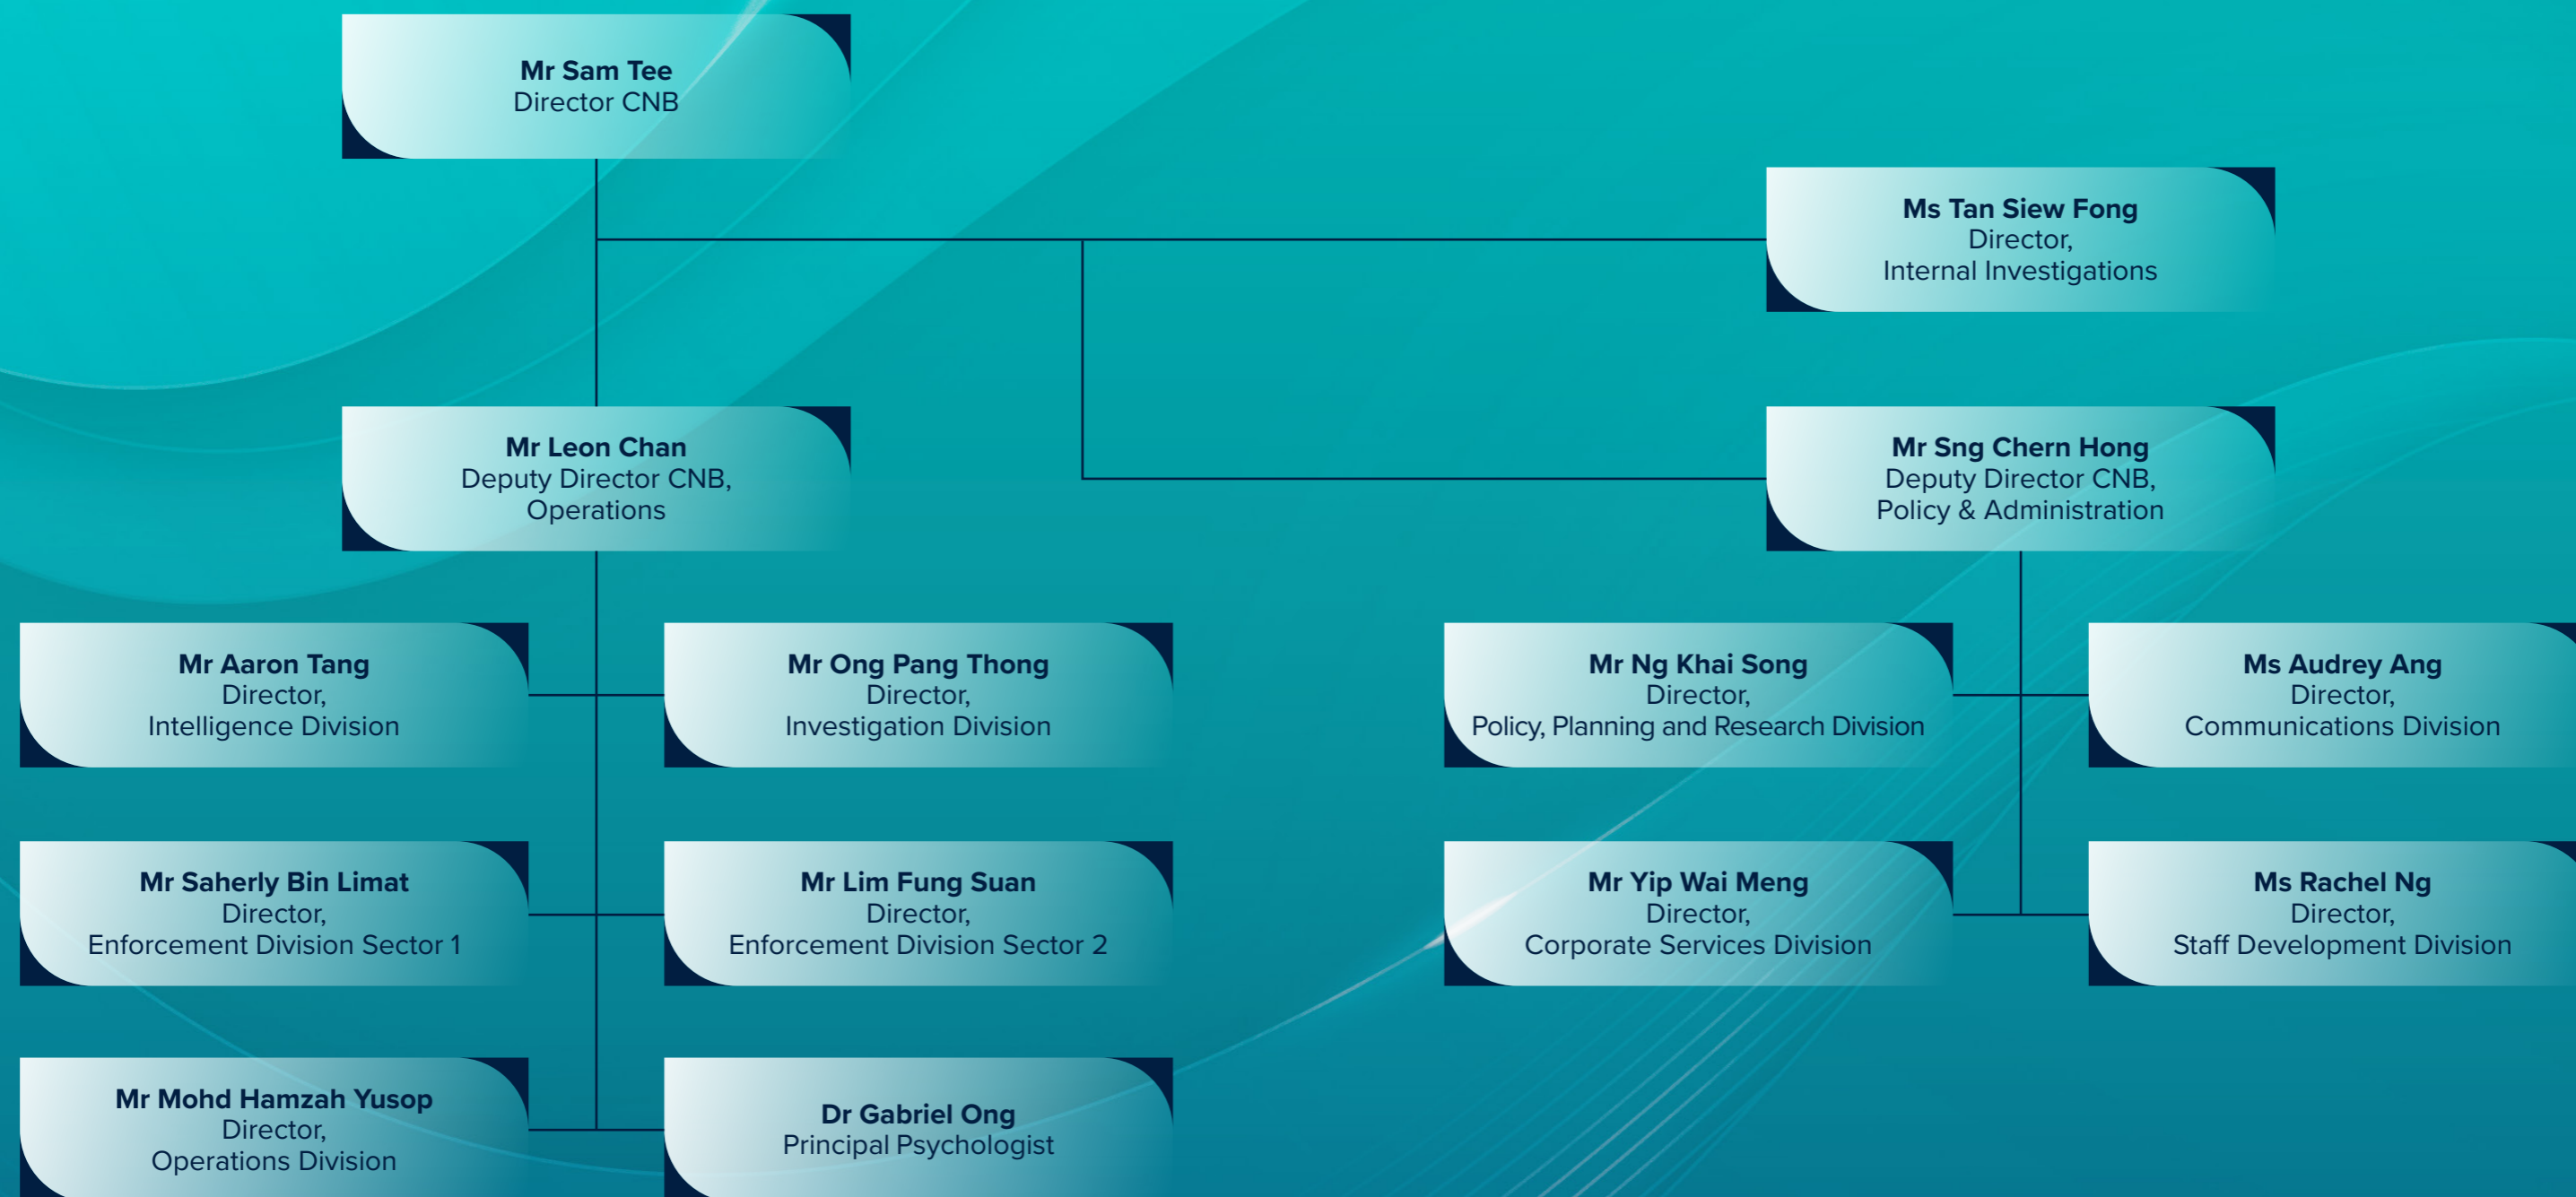 Mr Sam Tee
Director CNB
Ms Tan Siew Fong
Director,
Internal Investigations
Mr Leon Chan
Deputy Director CNB,
Operations
Mr Sng Chern Hong
Deputy Director CNB,
Policy & Administration
Mr Aaron Tang
Director,
Intelligence Division
Mr Ong Pang Thong
Director,
Investigation Division
Mr Ng Khai Song
Director,
Policy, Planning and Research Division
Ms Audrey Ang
Director,
Communications Division
Mr Saherly Bin Limat
Director,
Enforcement Division Sector 1
Mr Lim Fung Suan
Director,
Enforcement Division Sector 2
Mr Yip Wai Meng
Director,
Corporate Services Division
Ms Rachel Ng
Director,
Staff Development Division
Mr Mohd Hamzah Yusop
Director,
Operations Division
Dr Gabriel Ong
Principal Psychologist